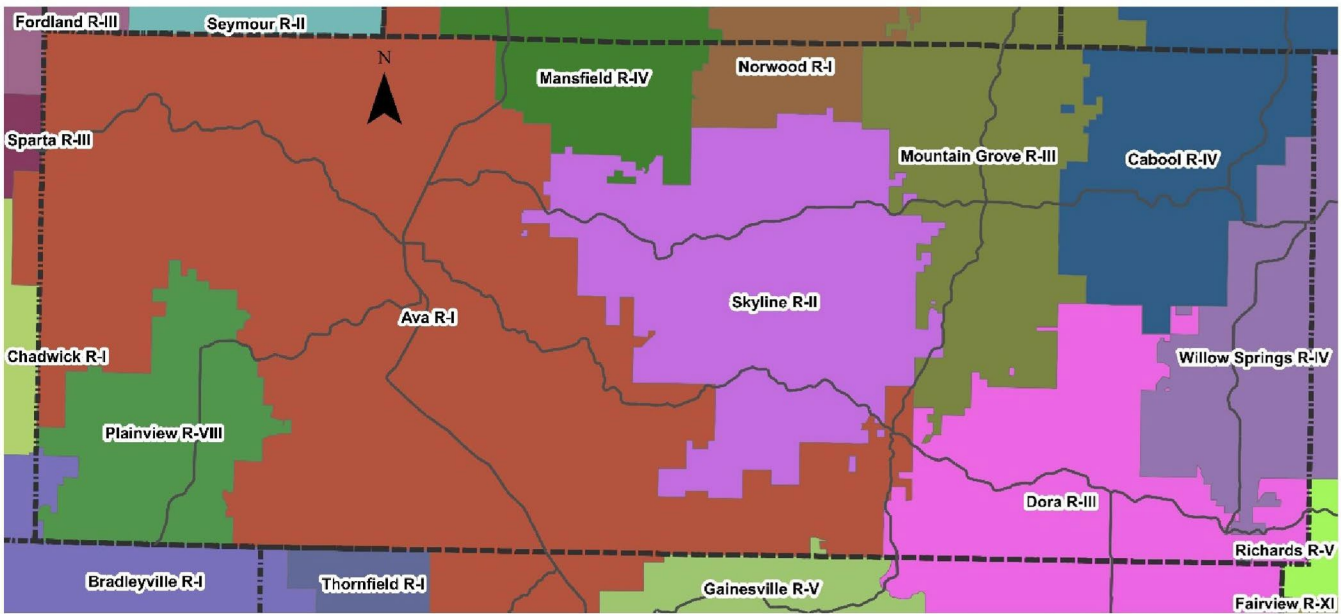 Fordland R-III
Seymour R-II
N
Mansfield R-IV
Norwood R-I
Sparta R-III
Mountain Grove R-III
Cabool R-IV
Skyline R-II
Ava R-I
Chadwick R-I
Willow Springs R-IV
Plainview R-VIII
Dora R-III
Richards R-V
Bradleyville R-I
Thornfield R-I
Gainesville R-V
Fairview R-XI